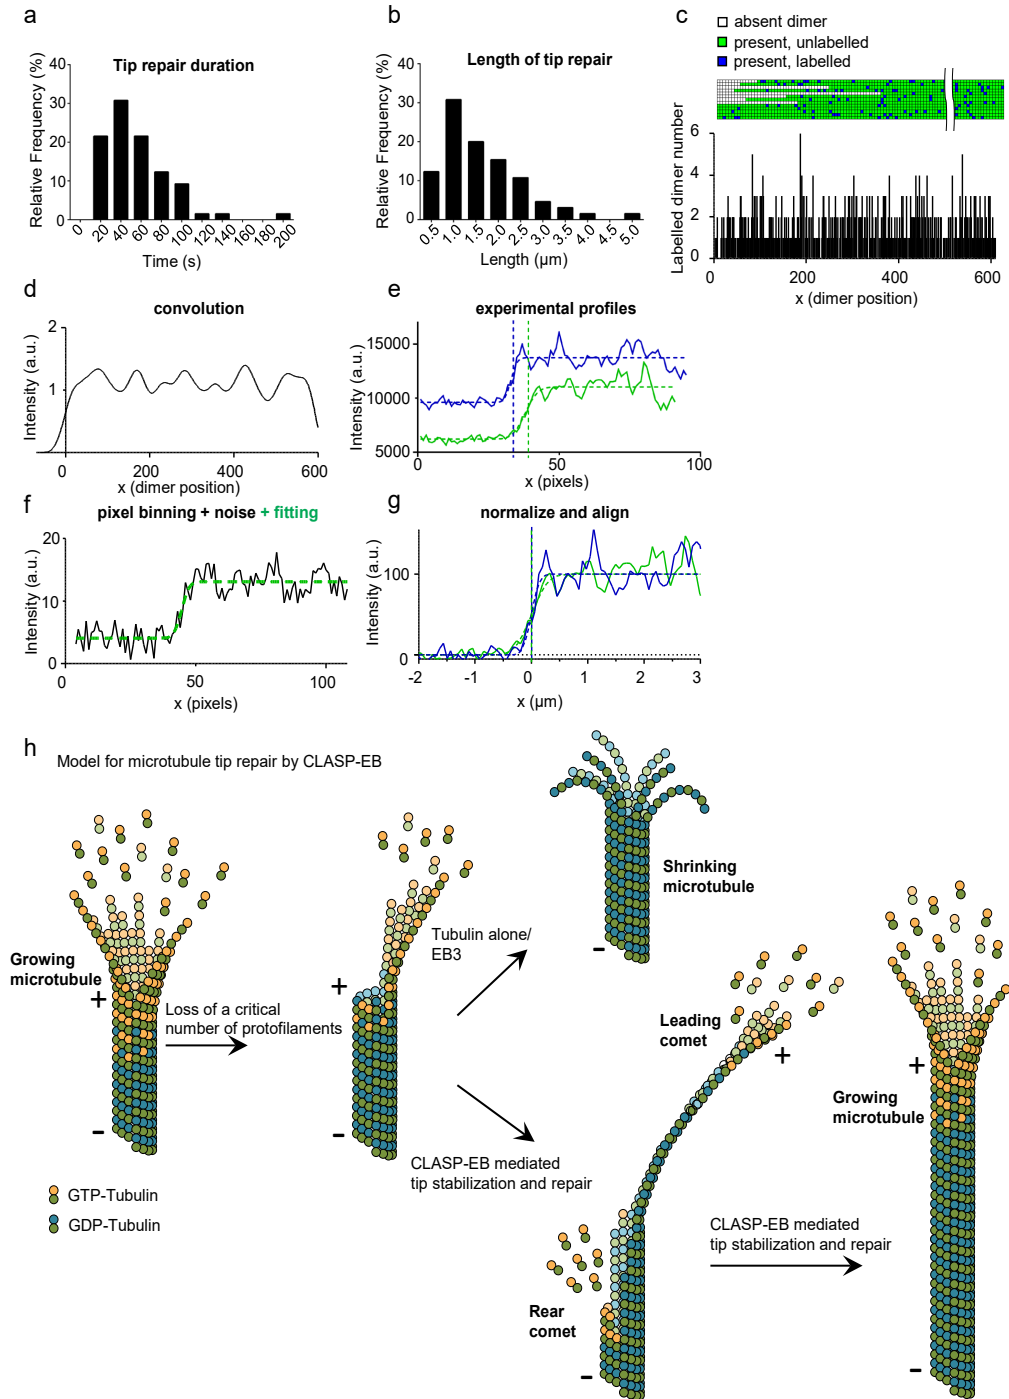 a
Tip repair duration
Relative Frequency (%)
40
30
20
10
0
0
20
40
60
80
100
120
140
160
180
200
Time (s)
b
Length of tip repair
Relative Frequency (%)
40
30
20
10
0
0.5
1.0
1.5
2.0
2.5
3.0
3.5
4.0
4.5
5.0
Length (µm)
c
absent dimer
present, unlabelled
present, labelled
Labelled dimer number
6
4
2
0
0
200
400
600
x (dimer position)
d
convolution
Intensity (a.u.)
2
1
0
200
400
600
x (dimer position)
e
experimental profiles
Intensity (a.u.)
15000
10000
5000
0
50
100
x (pixels)
f
pixel binning + noise + fitting
Intensity (a.u.)
20
10
0
0
50
100
x (pixels)
g
normalize and align
Intensity (a.u.)
100
0
-2
-1
0
1
2
3
x (µm)
h
Model for microtubule tip repair by CLASP-EB
Growing
microtubule
+
−
Loss of a critical
number of protofilaments
+
−
Tubulin alone/
EB3
Shrinking
microtubule
−
CLASP-EB mediated
tip stabilization and repair
Leading
comet
+
Rear
comet
−
CLASP-EB mediated
tip stabilization and repair
Growing
microtubule
+
−
GTP-Tubulin
GDP-Tubulin